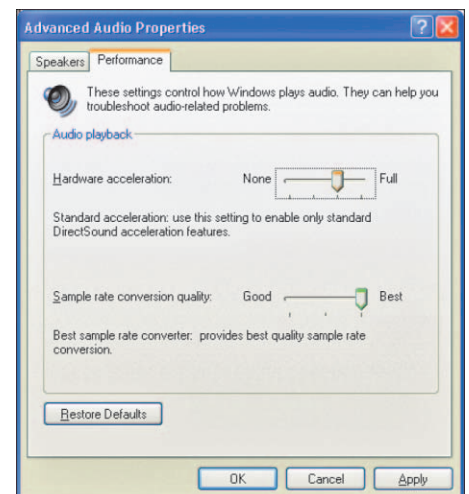 Advanced Audio Properties
Speakers Performance
These settings control how Windows plays audio. They can help you
troubleshoot audio-related problems.
Audio playback
Hardware acceleration: None Full
Standard acceleration: use this setting to enable only standard
DirectSound acceleration features.
Sample rate conversion quality: Good Best
Best sample rate converter: provides best quality sample rate
conversion.
Restore Defaults
OK Cancel Apply